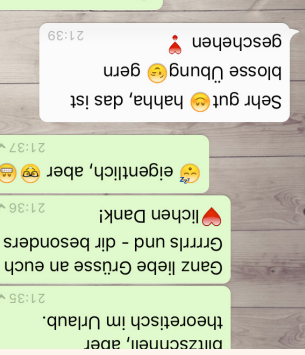 blitzschnell, aber
theoretisch im Urlaub.
21:35
Ganz liebe Grüsse an euch
Grrrrls und - dir besonders
lichen Dank!
21:36
eigentlich, aber
21:37
Sehr gut hahha, das ist
blosse Übung gern
geschehen
21:39